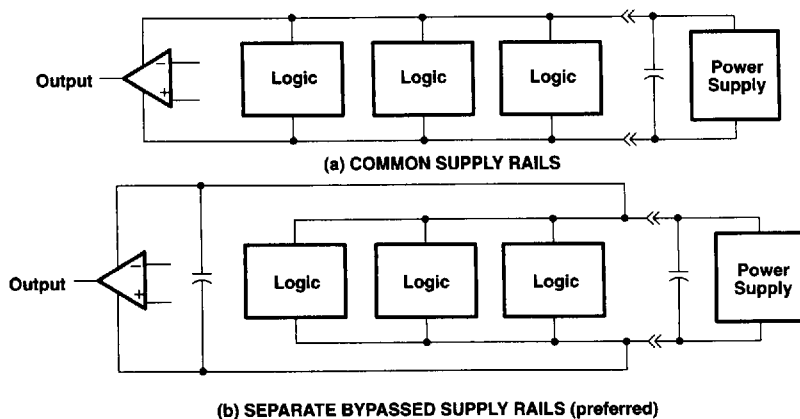 Output
−
+
Logic
Logic
Logic
Power
Supply
(a) COMMON SUPPLY RAILS
Output
−
+
Logic
Logic
Logic
Power
Supply
(b) SEPARATE BYPASSED SUPPLY RAILS (preferred)